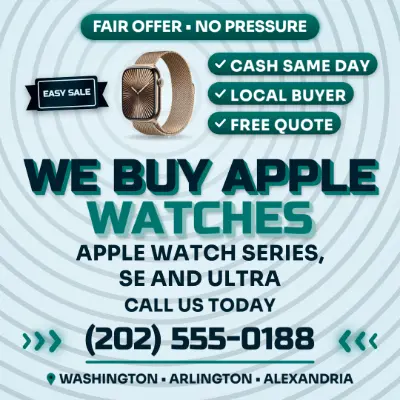 FAIR OFFER • NO PRESSURE
EASY SALE
CASH SAME DAY
LOCAL BUYER
FREE QUOTE
WE BUY APPLE
WATCHES
APPLE WATCH SERIES,
SE AND ULTRA
CALL US TODAY
(202) 555-0188
WASHINGTON • ARLINGTON • ALEXANDRIA